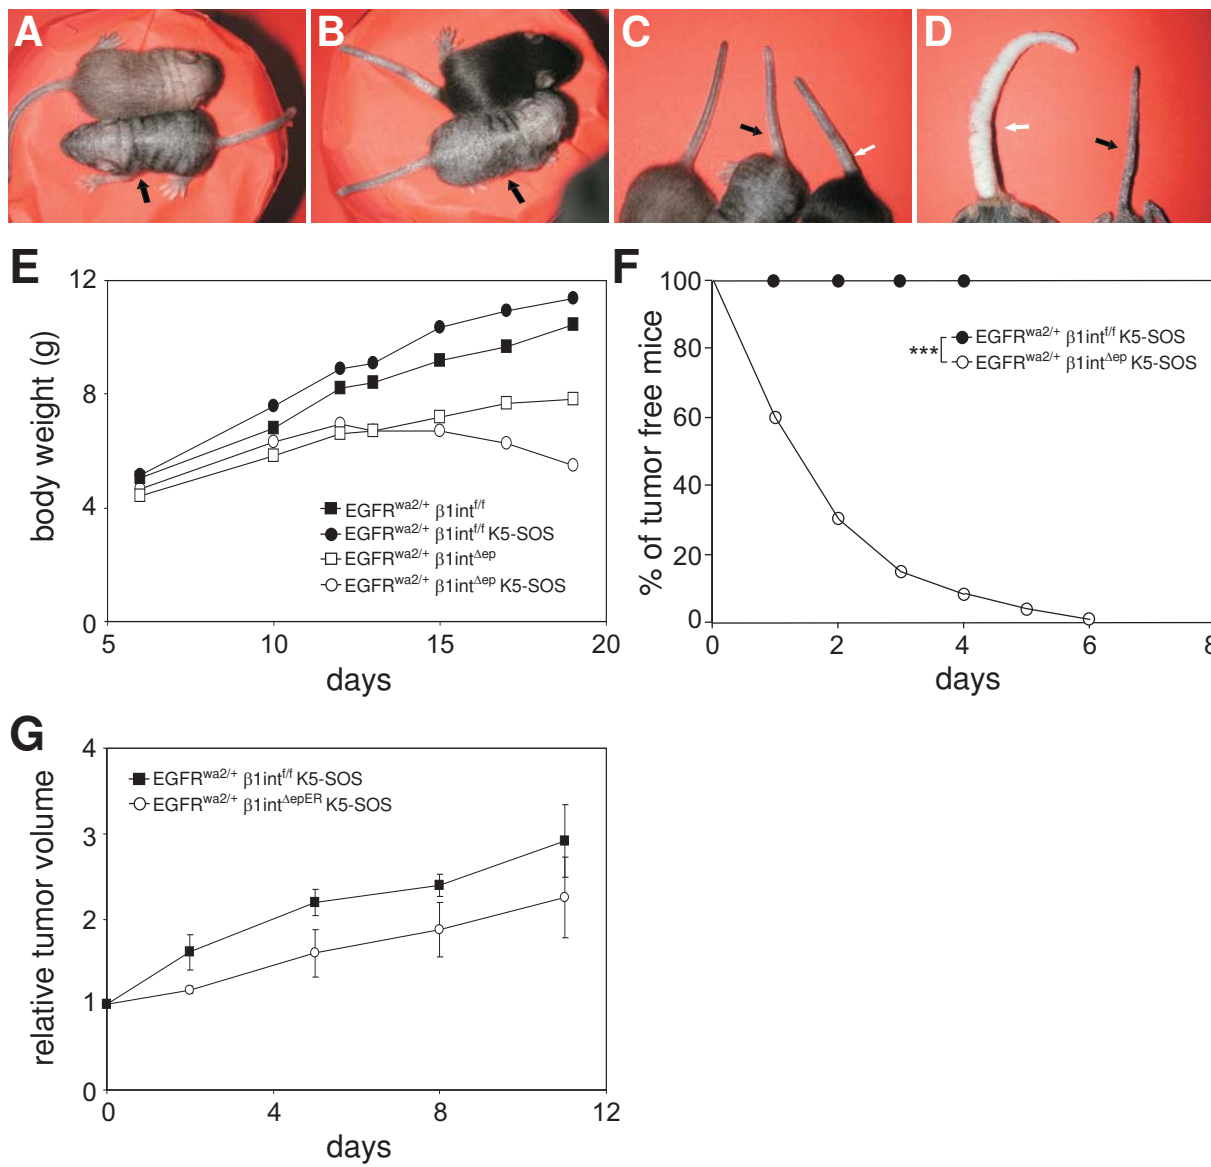 A B C D
E
12
8
4
0
5 10 15 20
body weight (g)
days
EGFRwa2/+ β1intf/f
EGFRwa2/+ β1intf/f K5-SOS
EGFRwa2/+ β1intΔep
EGFRwa2/+ β1intΔep K5-SOS
F
100
80
60
40
20
0
0 2 4 6 8
% of tumor free mice
days
***
EGFRwa2/+ β1intf/f K5-SOS
EGFRwa2/+ β1intΔep K5-SOS
G
4
3
2
1
0
0 4 8 12
relative tumor volume
days
EGFRwa2/+ β1intf/f K5-SOS
EGFRwa2/+ β1intΔepER K5-SOS